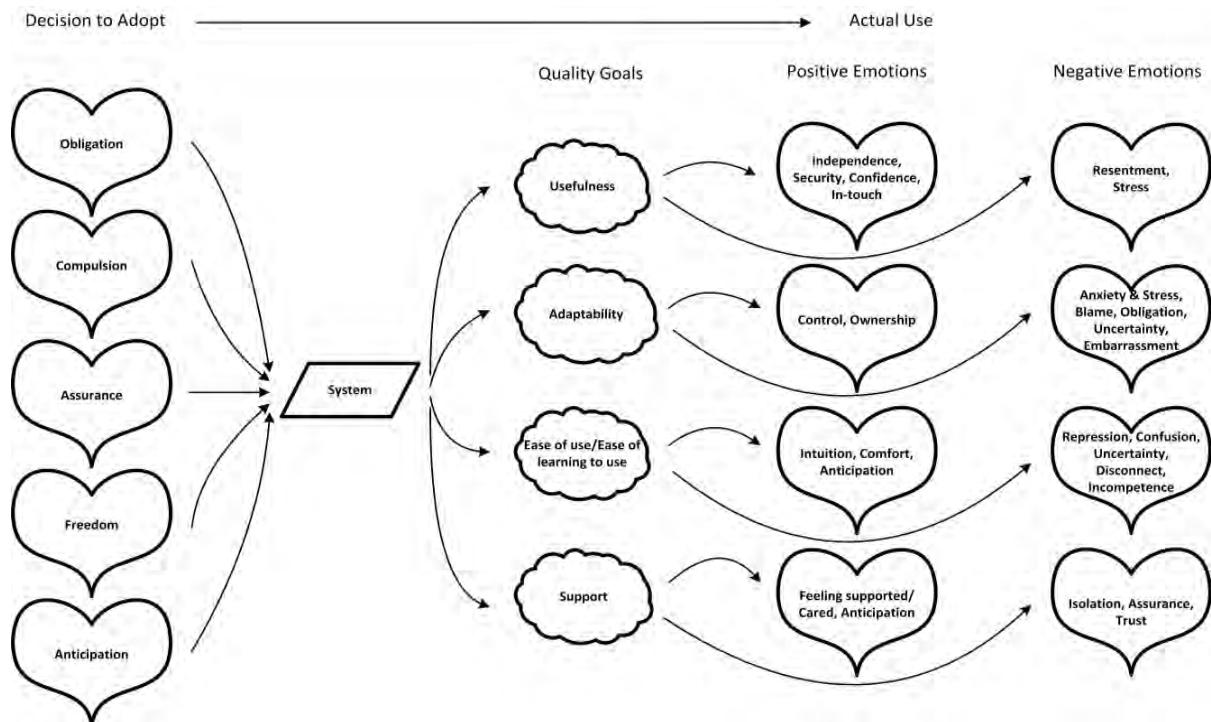 Decision to Adopt
Actual Use
Quality Goals
Positive Emotions
Negative Emotions
Obligation
Compulsion
Assurance
Freedom
Anticipation
System
Usefulness
Independence,
Security, Confidence,
In-touch
Resentment,
Stress
Adaptability
Control, Ownership
Anxiety & Stress,
Blame, Obligation,
Uncertainty,
Embarrassment
Ease of use/Ease of
learning to use
Intuition, Comfort,
Anticipation
Repression, Confusion,
Uncertainty,
Disconnect,
Incompetence
Support
Feeling supported/
Cared, Anticipation
Isolation, Assurance,
Trust